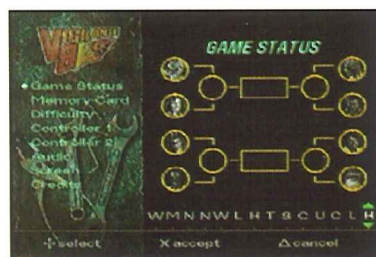 GAME STATUS
Game Status
Memory Card
Difficulty
Controller 1
Controller 2
Audio
Screen
Credits
WMNNWLHTSCUCLH
select X accept △ cancel